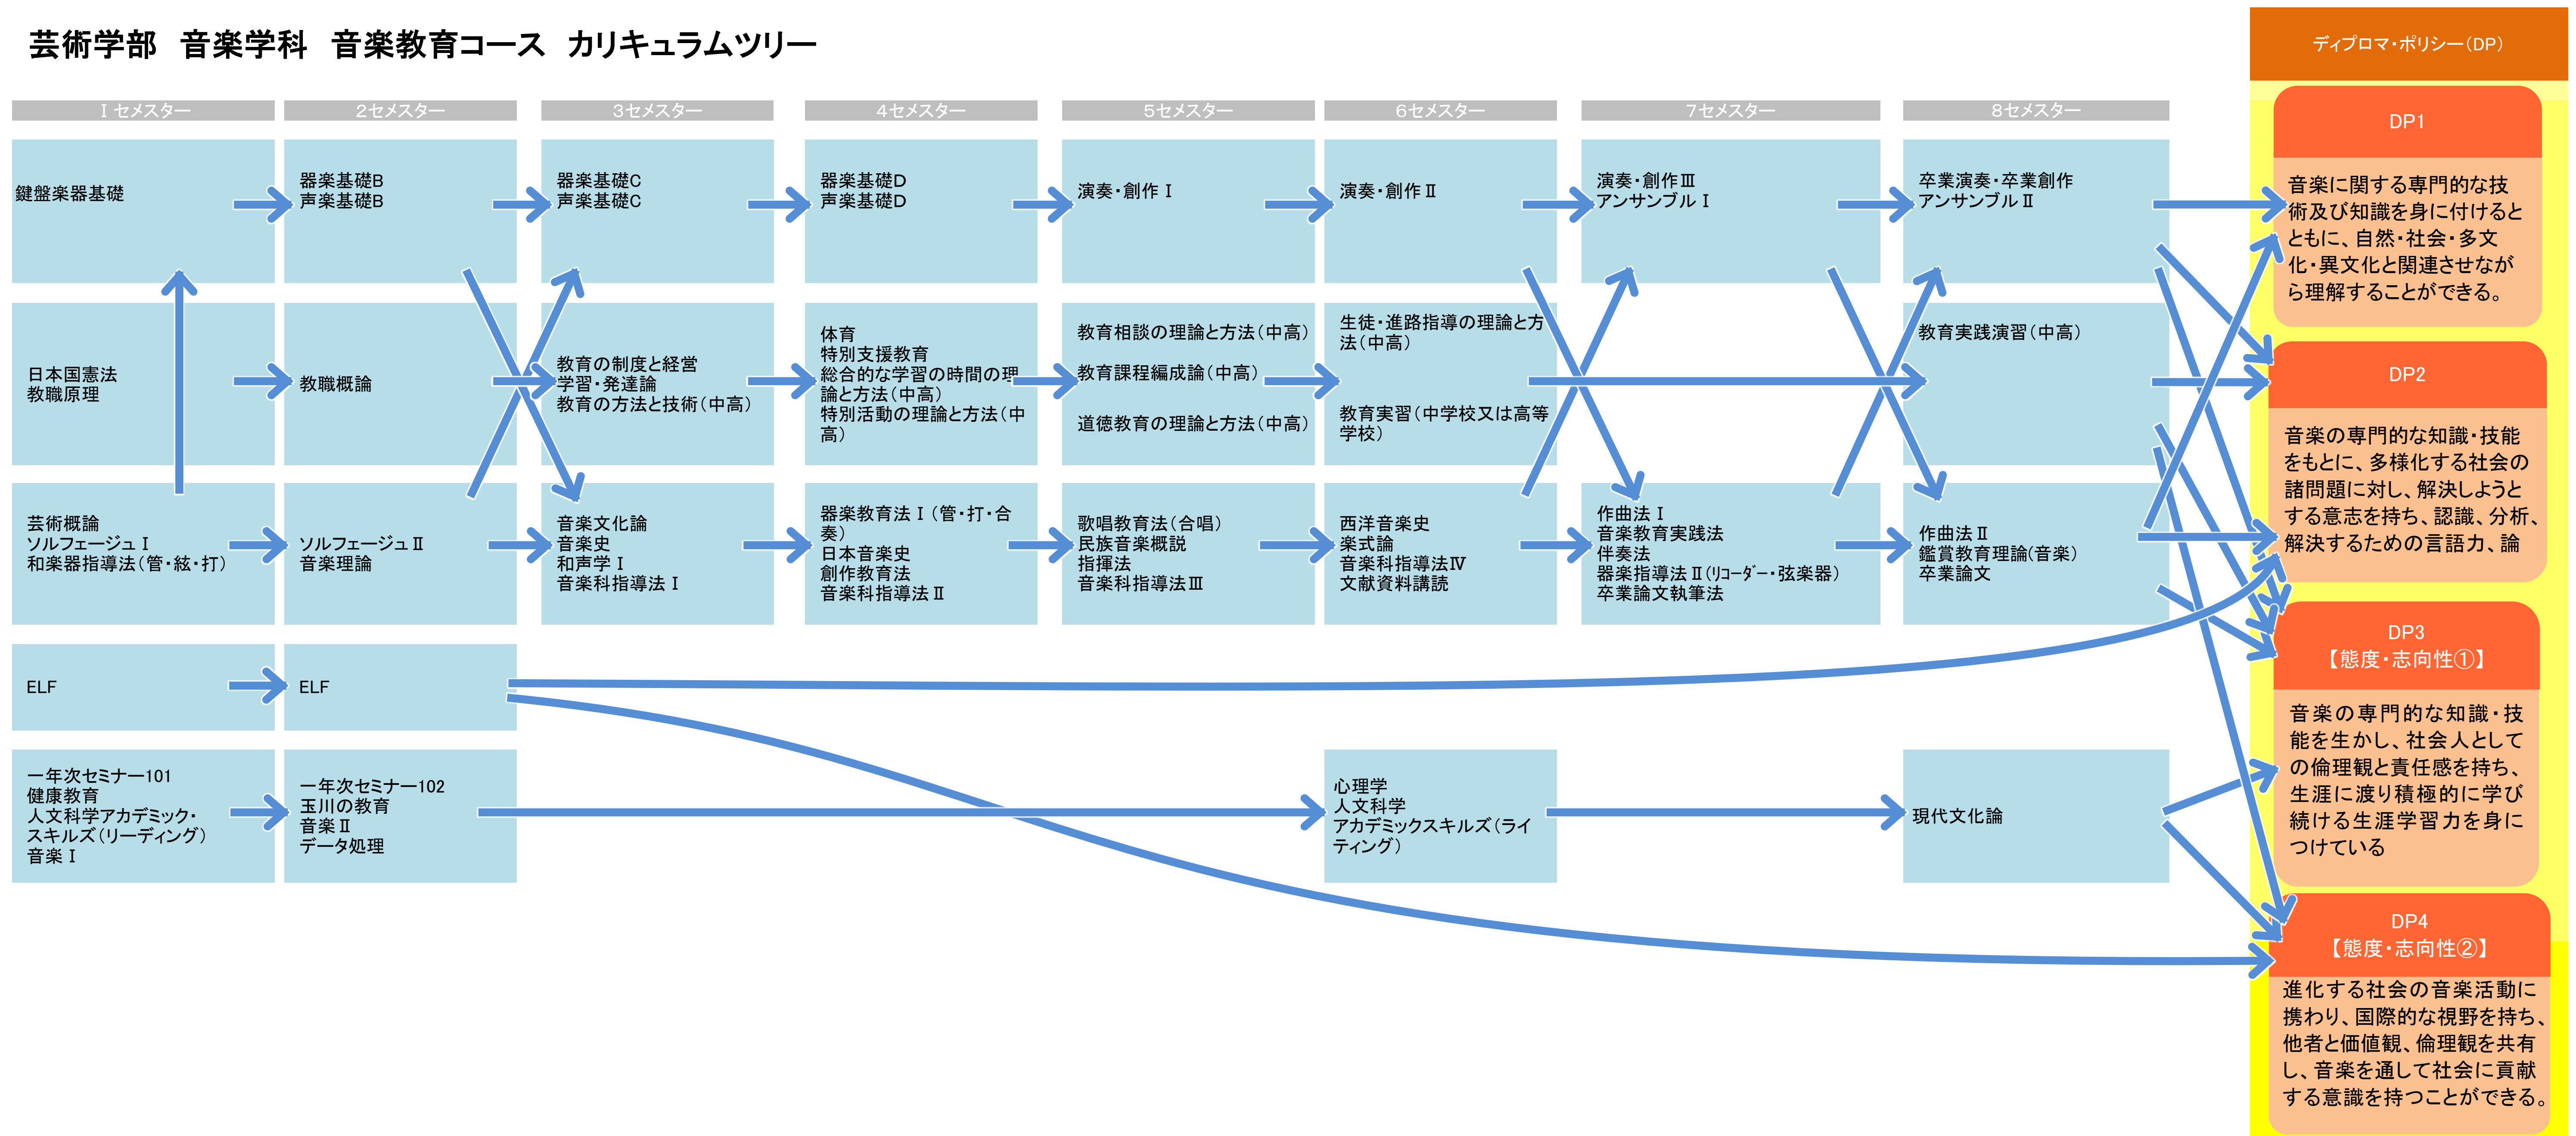 芸術学部　音楽学科　音楽教育コース　カリキュラムツリー
ディプロマ・ポリシー（DP）
Ⅰセメスター
２セメスター
３セメスター
４セメスター
５セメスター
６セメスター
７セメスター
８セメスター
鍵盤楽器基礎
器楽基礎B
声楽基礎B
器楽基礎C
声楽基礎C
器楽基礎D
声楽基礎D
演奏・創作Ⅰ
演奏・創作Ⅱ
演奏・創作Ⅲ
アンサンブルⅠ
卒業演奏・卒業創作
アンサンブルⅡ
日本国憲法
教職原理
教職概論
教育の制度と経営
学習・発達論
教育の方法と技術（中高）
体育
特別支援教育
総合的な学習の時間の理
論と方法（中高）
特別活動の理論と方法（中
高）
教育相談の理論と方法（中高）
教育課程編成論（中高）
道徳教育の理論と方法（中高）
生徒・進路指導の理論と方
法（中高）
教育実習（中学校又は高等
学校）
教育実践演習（中高）
芸術概論
ソルフェージュⅠ
和楽器指導法（管・絃・打）
ソルフェージュⅡ
音楽理論
音楽文化論
音楽史
和声学Ⅰ
音楽科指導法Ⅰ
器楽教育法Ⅰ（管・打・合
奏）
日本音楽史
創作教育法
音楽科指導法Ⅱ
歌唱教育法（合唱）
民族音楽概説
指揮法
音楽科指導法Ⅲ
西洋音楽史
楽式論
音楽科指導法Ⅳ
文献資料講読
作曲法Ⅰ
音楽教育実践法
伴奏法
器楽指導法Ⅱ（ﾘｺｰﾀﾞｰ・弦楽器）
卒業論文執筆法
作曲法Ⅱ
鑑賞教育理論(音楽）
卒業論文
ELF
ELF
一年次セミナー101
健康教育
人文科学アカデミック・
スキルズ（リーディング）
音楽Ⅰ
一年次セミナー102
玉川の教育
音楽Ⅱ
データ処理
心理学
人文科学
アカデミックスキルズ（ライ
ティング）
現代文化論
DP1
音楽に関する専門的な技
術及び知識を身に付けると
ともに、自然・社会・多文
化・異文化と関連させなが
ら理解することができる。
DP2
音楽の専門的な知識・技能
をもとに、多様化する社会の
諸問題に対し、解決しようと
する意志を持ち、認識、分析、
解決するための言語力、論
DP3
【態度・志向性①】
音楽の専門的な知識・技
能を生かし、社会人として
の倫理観と責任感を持ち、
生涯に渡り積極的に学び
続ける生涯学習力を身に
つけている
DP4
【態度・志向性②】
進化する社会の音楽活動に
携わり、国際的な視野を持ち、
他者と価値観、倫理観を共有
し、音楽を通して社会に貢献
する意識を持つことができる。